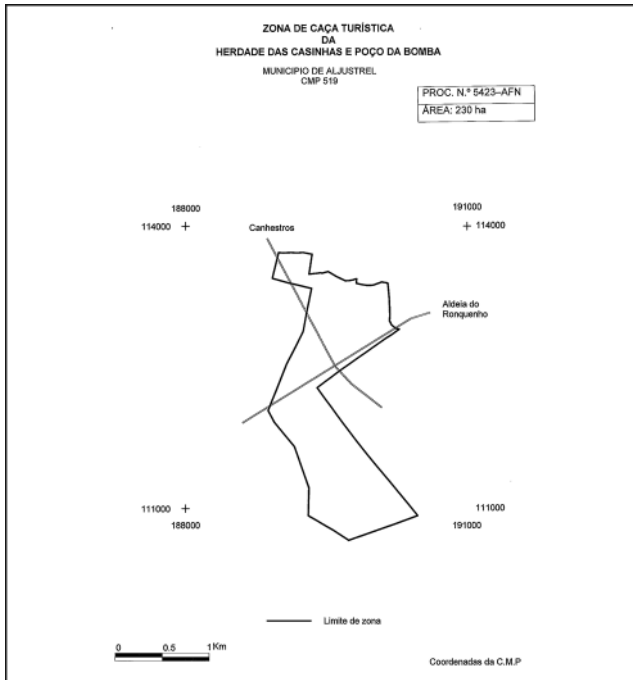 ZONA DE CAÇA TURÍSTICA
DA
HERDADE DAS CASINHAS E POÇO DA BOMBA
MUNICIPIO DE ALJUSTREL
CMP 519
PROC. N.º 5423–AFN
ÁREA: 230 ha
188000
191000
114000
114000
Canhestros
Aldeia do
Ronquenho
111000
111000
188000
191000
Limite de zona
0 0.5 1Km
Coordenadas da C.M.P